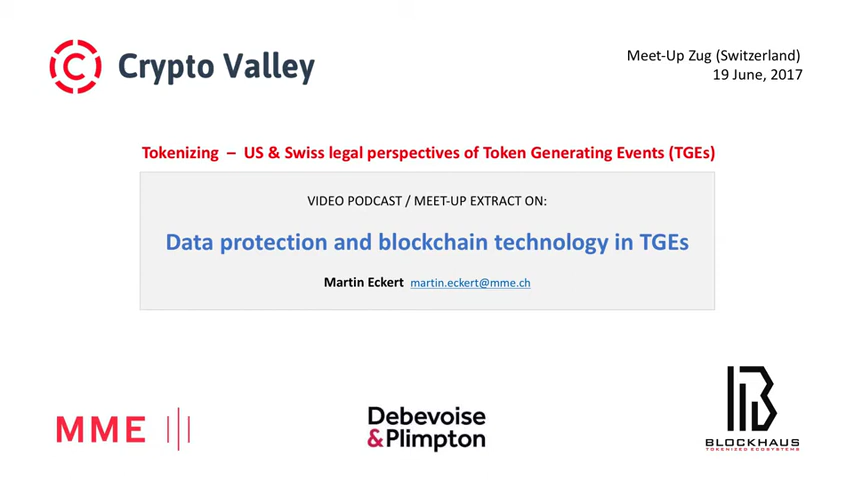 Crypto Valley
Meet-Up Zug (Switzerland)
19 June, 2017
Tokenizing – US & Swiss legal perspectives of Token Generating Events (TGEs)
VIDEO PODCAST / MEET-UP EXTRACT ON:
Data protection and blockchain technology in TGEs
Martin Eckert martin.eckert@mme.ch
MME
Debevoise
&Plimpton
BLOCKHAUS
TOKENIZED ECOSYSTEMS